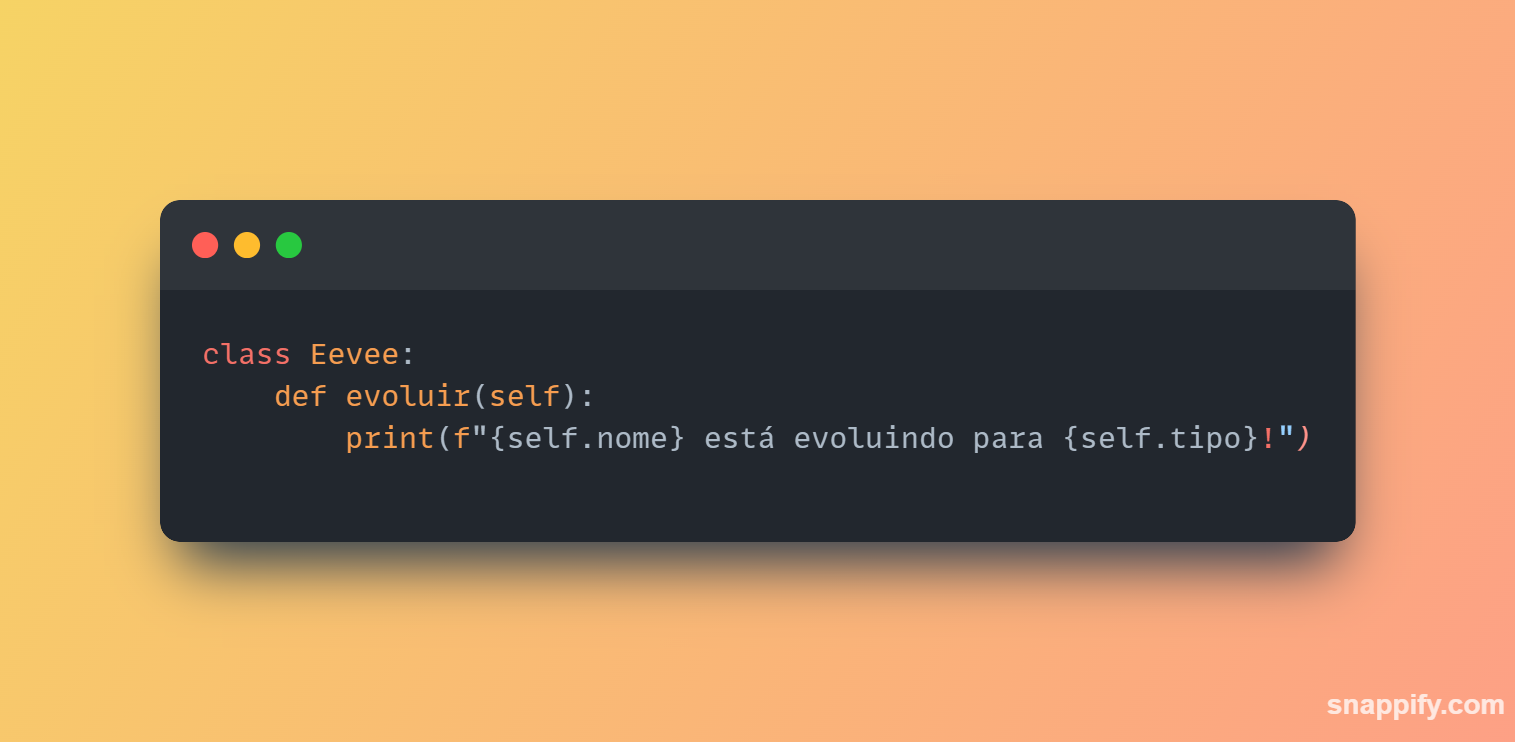 class Eevee:
    def evoluir(self):
        print(f"{self.nome} está evoluindo para {self.tipo}!")
snappify.com